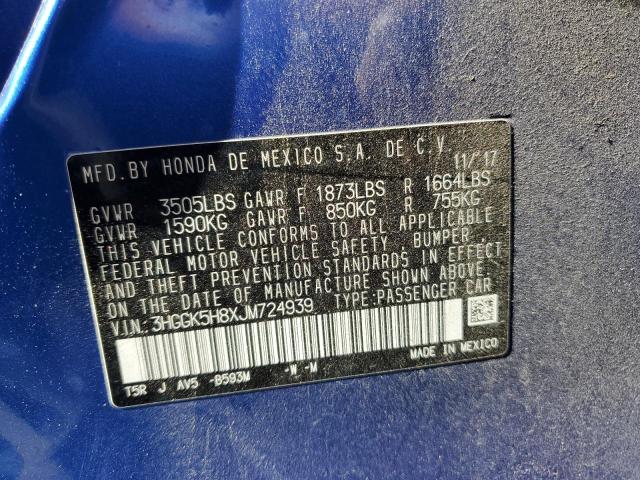 MFD.BY HONDA DE MEXICO S.A. DE C.V. 11/'17
GVWR 3505LBS GAWR F 1873LBS R 1664LBS
GVWR 1590KG GAWR F 850KG R 755KG
THIS VEHICLE CONFORMS TO ALL APPLICABLE
FEDERAL MOTOR VEHICLE SAFETY, BUMPER,
AND THEFT PREVENTION STANDARDS IN EFFECT
ON THE DATE OF MANUFACTURE SHOWN ABOVE.
V.I.N.: 3HGGK5H8XJM724939 TYPE:PASSENGER CAR
MADE IN MEXICO
T5R J AV5 -B593M -M -M